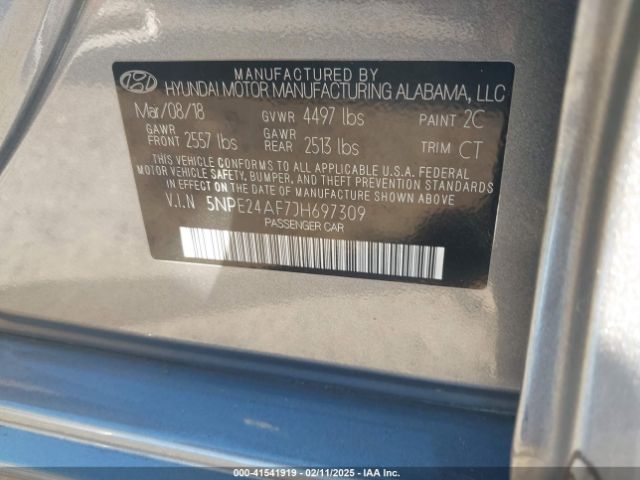 MANUFACTURED BY
HYUNDAI MOTOR MANUFACTURING ALABAMA, LLC
Mar/08/18 GVWR 4497 lbs PAINT 2C
GAWR FRONT 2557 lbs GAWR REAR 2513 lbs TRIM CT
THIS VEHICLE CONFORMS TO ALL APPLICABLE U.S.A. FEDERAL
MOTOR VEHICLE SAFETY, BUMPER, AND THEFT PREVENTION STANDARDS
IN EFFECT ON THE DATE OF MANUFACTURE SHOWN ABOVE
V.I.N 5NPE24AF7JH697309
PASSENGER CAR
000-41541919 - 02/11/2025 - IAA Inc.